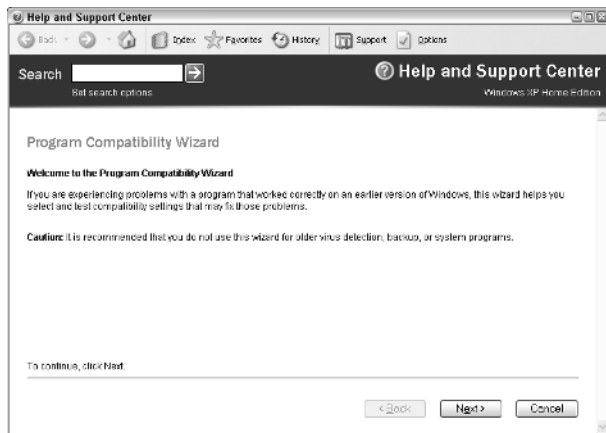 Help and Support Center
Back Index Favorites History Support Options
Search
Set search options
Help and Support Center
Windows XP Home Edition
Program Compatibility Wizard
Welcome to the Program Compatibility Wizard
If you are experiencing problems with a program that worked correctly on an earlier version of Windows, this wizard helps you
select and test compatibility settings that may fix those problems.
Caution: It is recommended that you do not use this wizard for older virus detection, backup, or system programs.
To continue, click Next.
< Back Next > Cancel